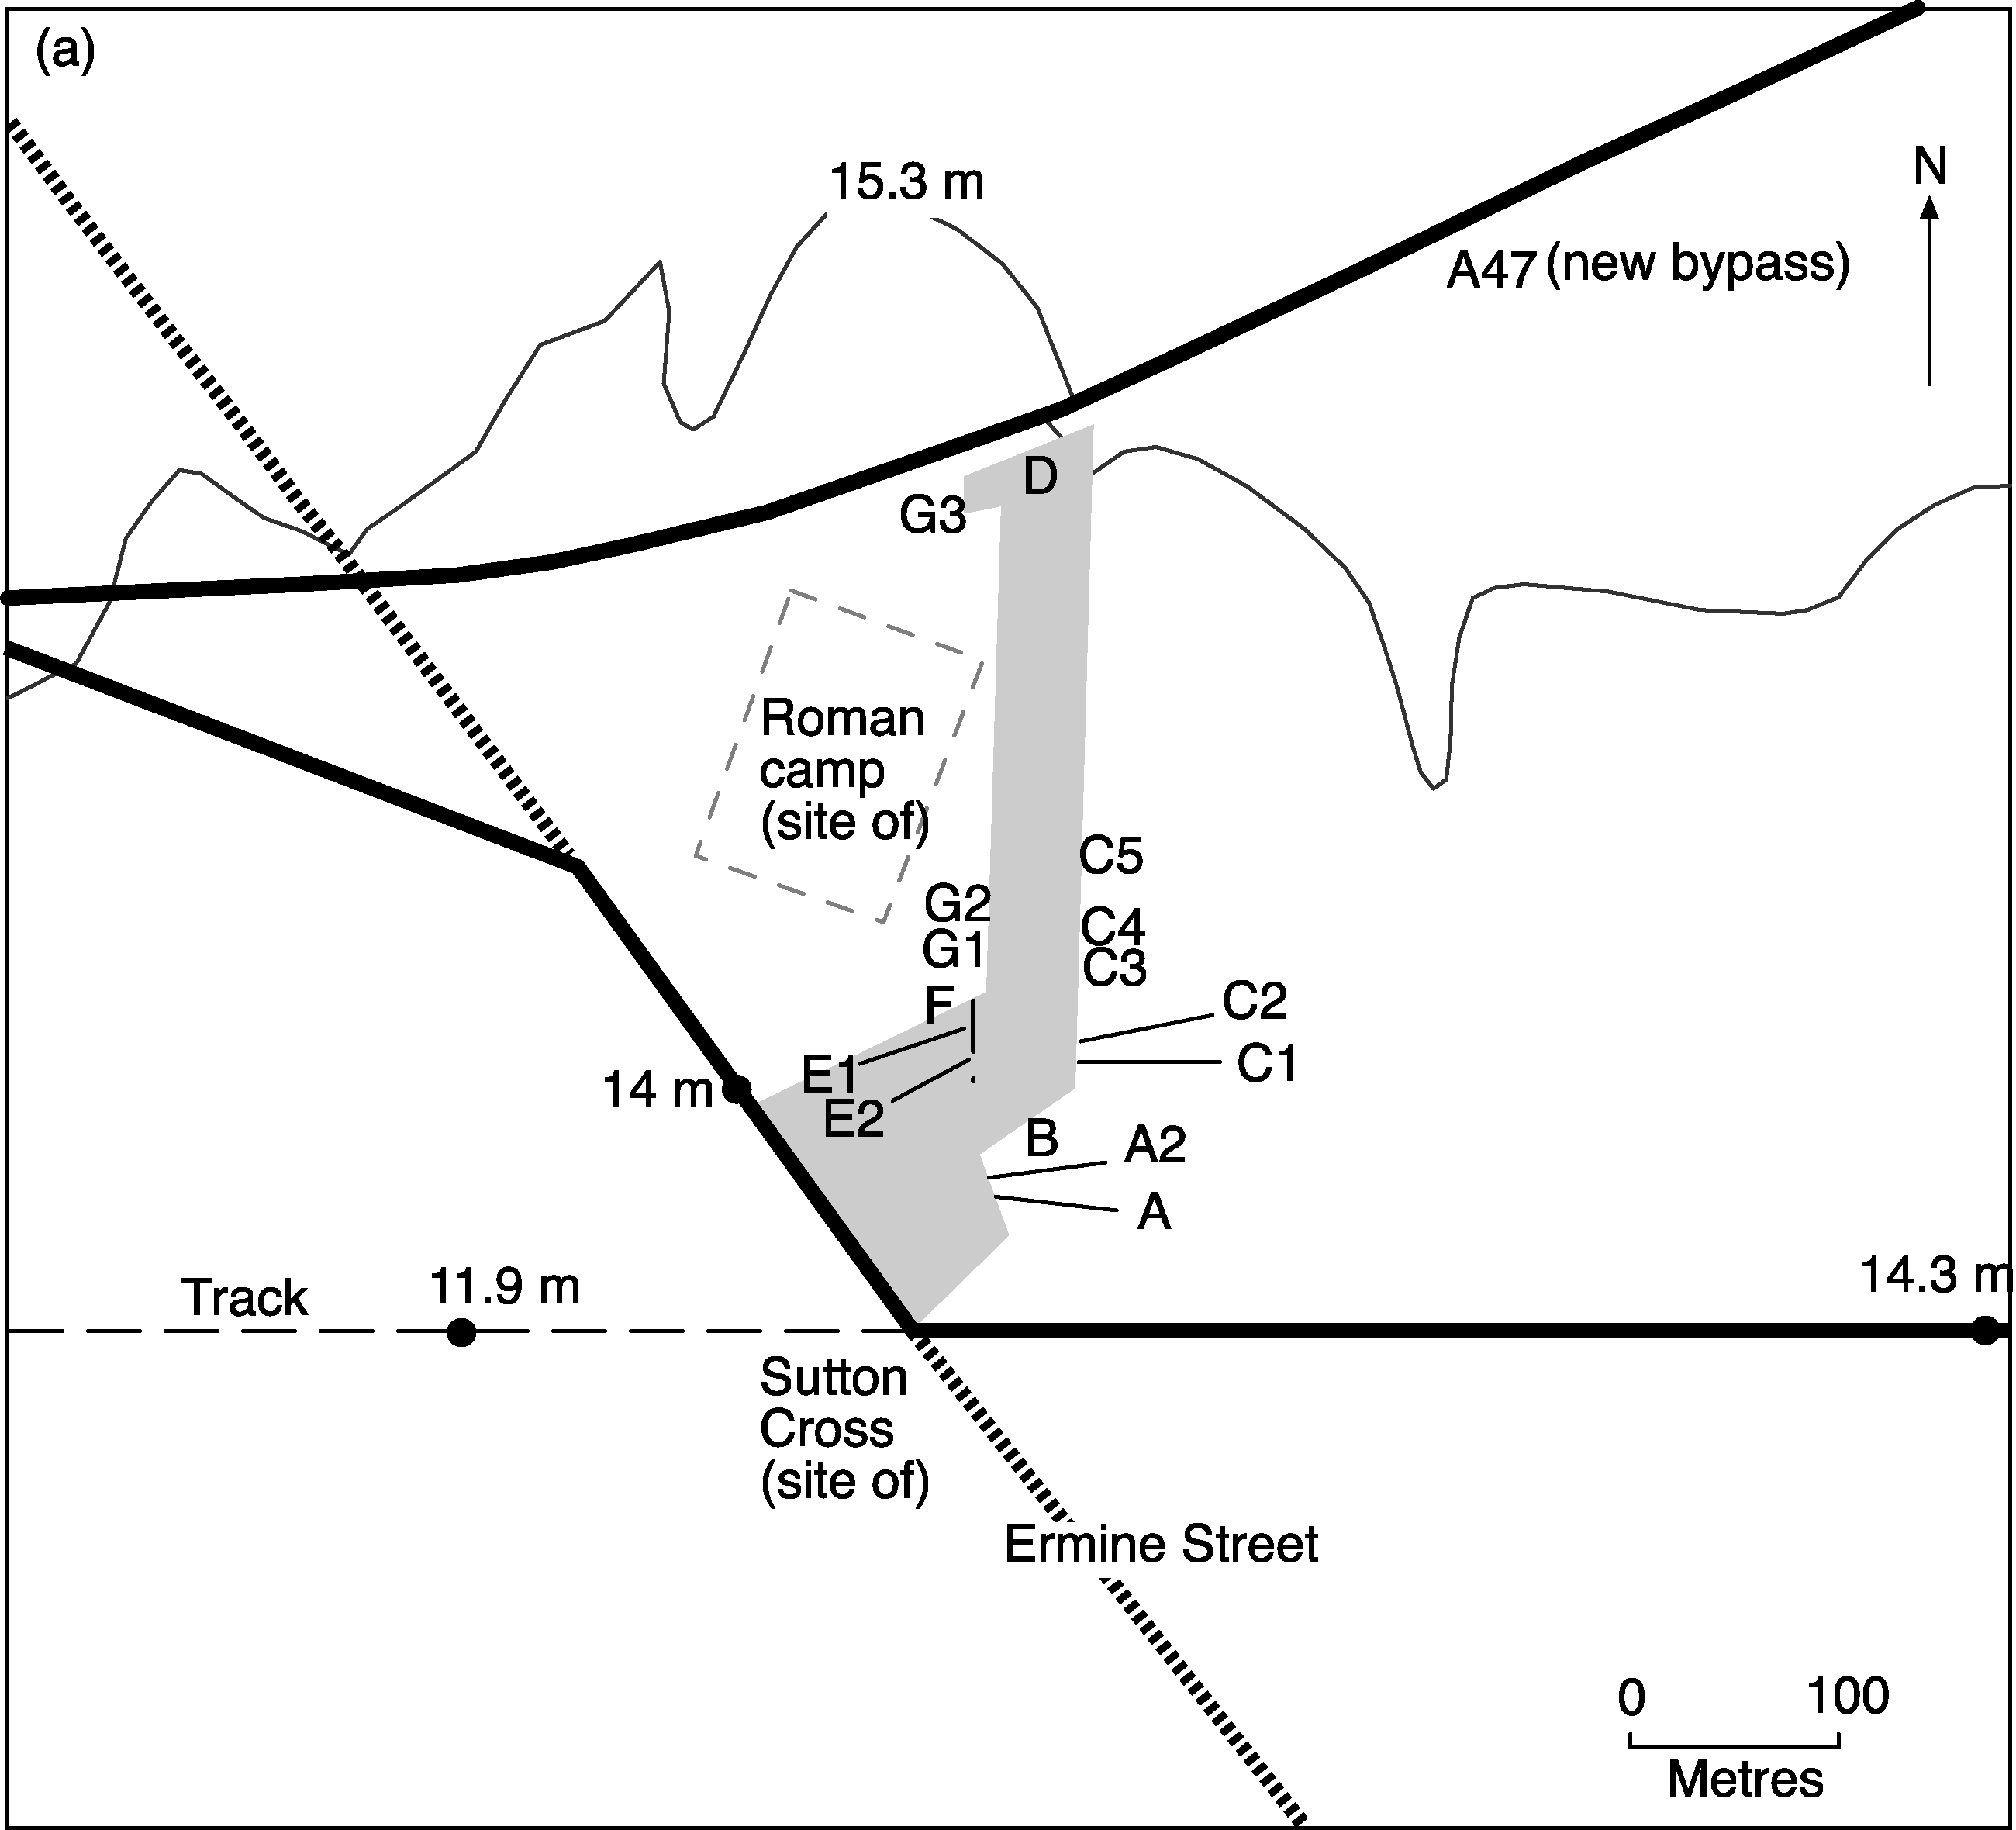 (a)
15.3 m
N
A47 (new bypass)
D
G3
Roman
camp
(site of)
C5
G2
C4
G1
C3
F
C2
E1
C1
14 m
E2
B
A2
A
Track
11.9 m
14.3 m
Sutton
Cross
(site of)
Ermine Street
0 100
Metres